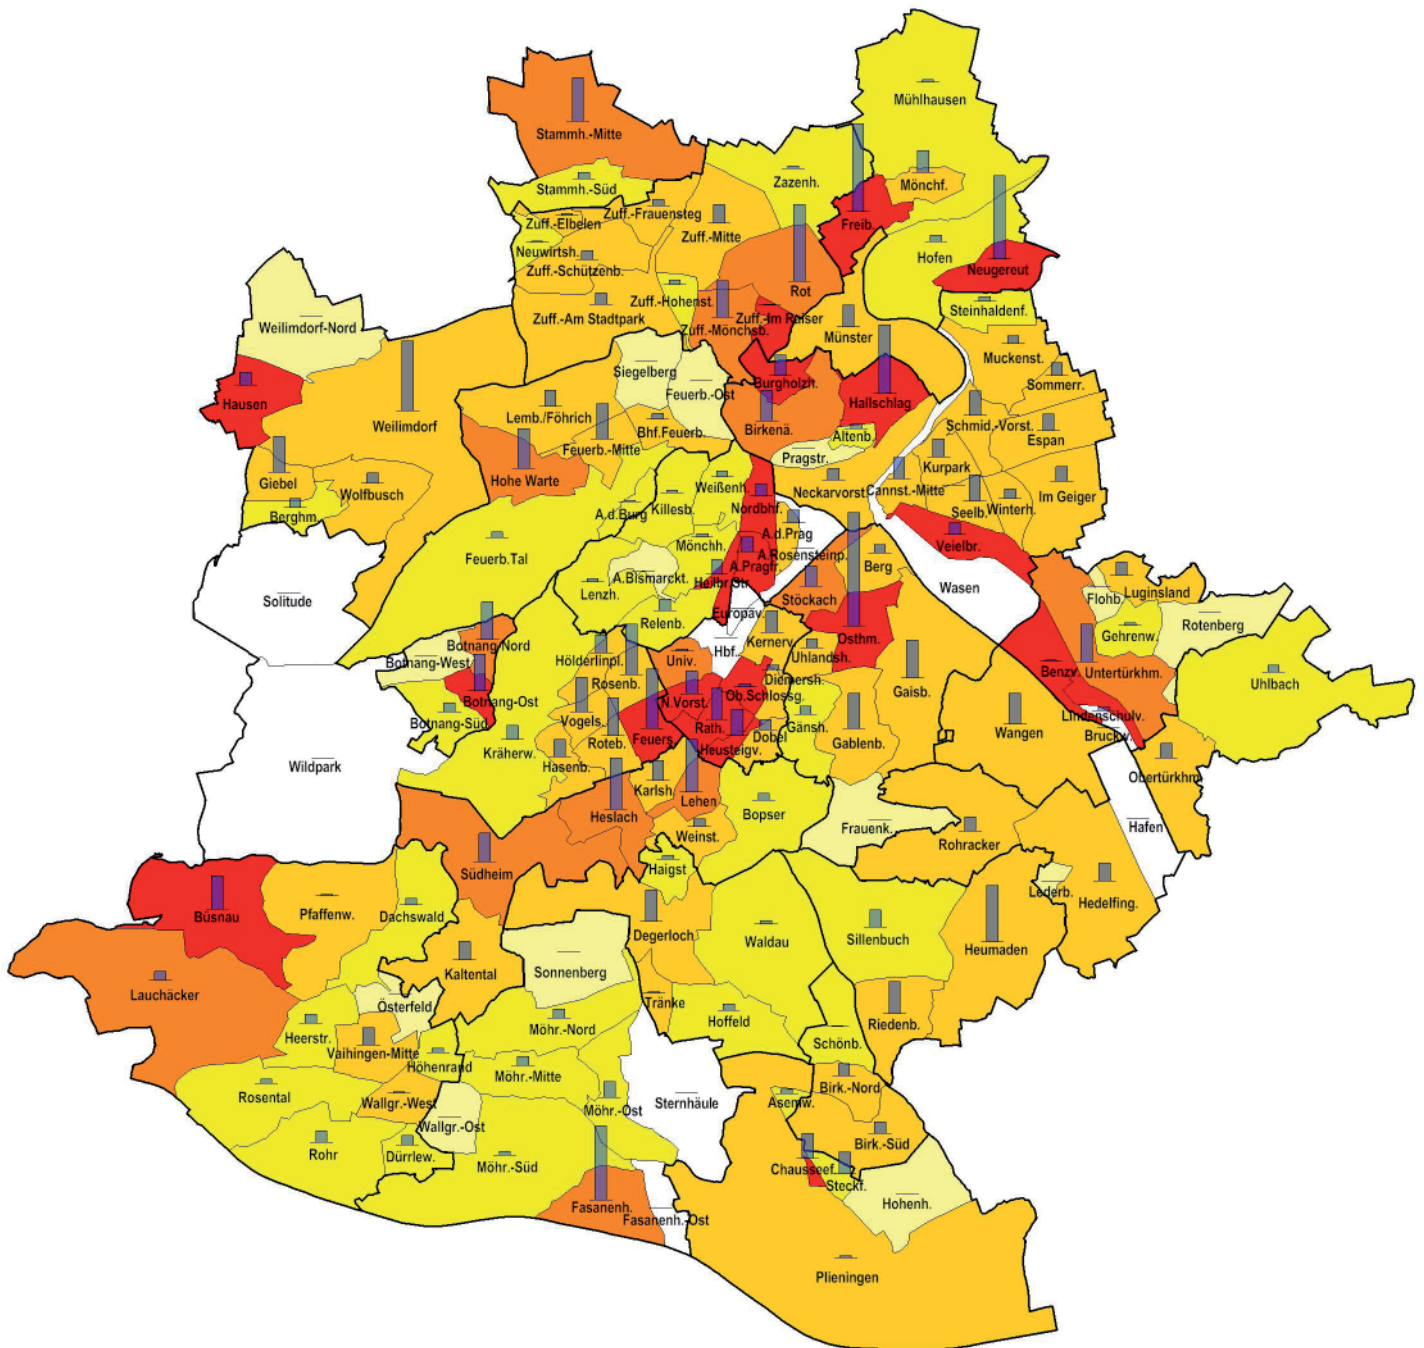 Mühlhausen
Stammh.-Mitte
Zazenh.
Mönchf.
Stammh.-Süd
Zuff.-Frauensteg
Zuff.-Elbelen
Freib.
Zuff.-Mitte
Neuwirtsh.
Hofen
Neugereut
Zuff.-Schützenb.
Rot
Zuff.-Hohenst.
Steinhaldenf.
Zuff.-Am Stadtpark
Zuff.-Im Raiser
Weilimdorf-Nord
Zuff.-Mönchsb.
Münster
Muckenst.
Siegelberg
Sommerr.
Burgholzh.
Feuerb.-Ost
Hausen
Hallschlag
Lemb./Föhrich
Weilimdorf
Schmid.-Vorst.
Birkenä.
Bhf.Feuerb.
Altenb.
Espan
Feuerb.-Mitte
Pragstr.
Kurpark
Giebel
Hohe Warte
Weißenh.
Neckarvorst.
Cannst.-Mitte
Wolfbusch
Im Geiger
Nordbhf.
Killesb.
Seelb.
Winterh.
Berghm.
A.d.Burg
A.d.Prag
Veielbr.
Mönchh.
A.Rosensteinp.
Feuerb.Tal
A.Pragfr.
Berg
A.Bismarckt.
Heilbr.Str.
Wasen
Luginsland
Lenzh.
Stöckach
Flohb.
Solitude
Europav.
Relenb.
Osthm.
Rotenberg
Gehrenw.
Kernerv.
Botnang-Nord
Hbf.
Botnang-West
Hölderlinpl.
Univ.
Uhlandsh.
Benzv.
Untertürkhm.
Rosenb.
Diemersh.
Uhlbach
Gaisb.
Botnang-Ost
N.Vorst.
Ob.Schlossg.
Lindenschulv.
Botnang-Süd
Vogels.
Gänsh.
Rath.
Wangen
Bruckw.
Roteb.
Feuers.
Dobel
Gablenb.
Kräherw.
Heusteigv.
Hasenb.
Obertürkhm.
Wildpark
Karlsh.
Lehen
Heslach
Bopser
Hafen
Weinst.
Frauenk.
Rohracker
Südheim
Haigst
Lederb.
Hedelfing.
Büsnau
Pfaffenw.
Dachswald
Degerloch
Sillenbuch
Waldau
Heumaden
Kaltental
Sonnenberg
Lauchäcker
Österfeld
Tränke
Hoffeld
Riedenb.
Möhr.-Nord
Heerstr.
Schönb.
Vaihingen-Mitte
Höhenrand
Möhr.-Mitte
Birk.-Nord
Rosental
Wallgr.-West
Sternhäule
Asemw.
Möhr.-Ost
Wallgr.-Ost
Birk.-Süd
Rohr
Dürrlew.
Möhr.-Süd
Chausseef.
Steckf.
Hohenh.
Fasanenh.
Fasanenh.-Ost
Plieningen